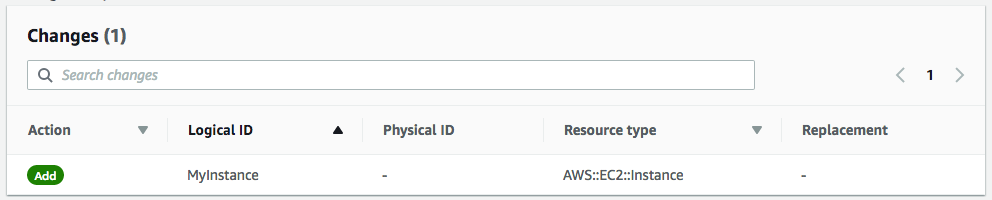 Changes (1)
Search changes
1
Action Logical ID Physical ID Resource type Replacement
Add MyInstance - AWS::EC2::Instance -